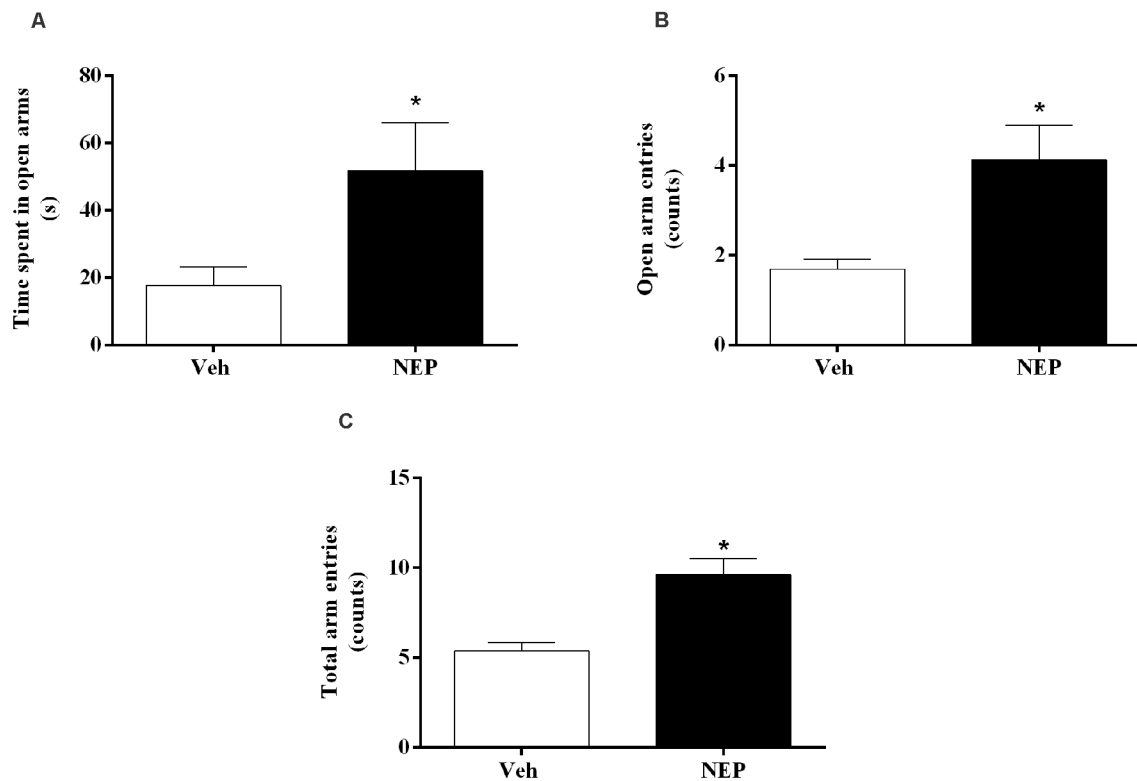 A
Time spent in open arms
(s)
80
60
40
20
0
*
Veh
NEP
B
Open arm entries
(counts)
6
4
2
0
*
Veh
NEP
C
Total arm entries
(counts)
15
10
5
0
*
Veh
NEP